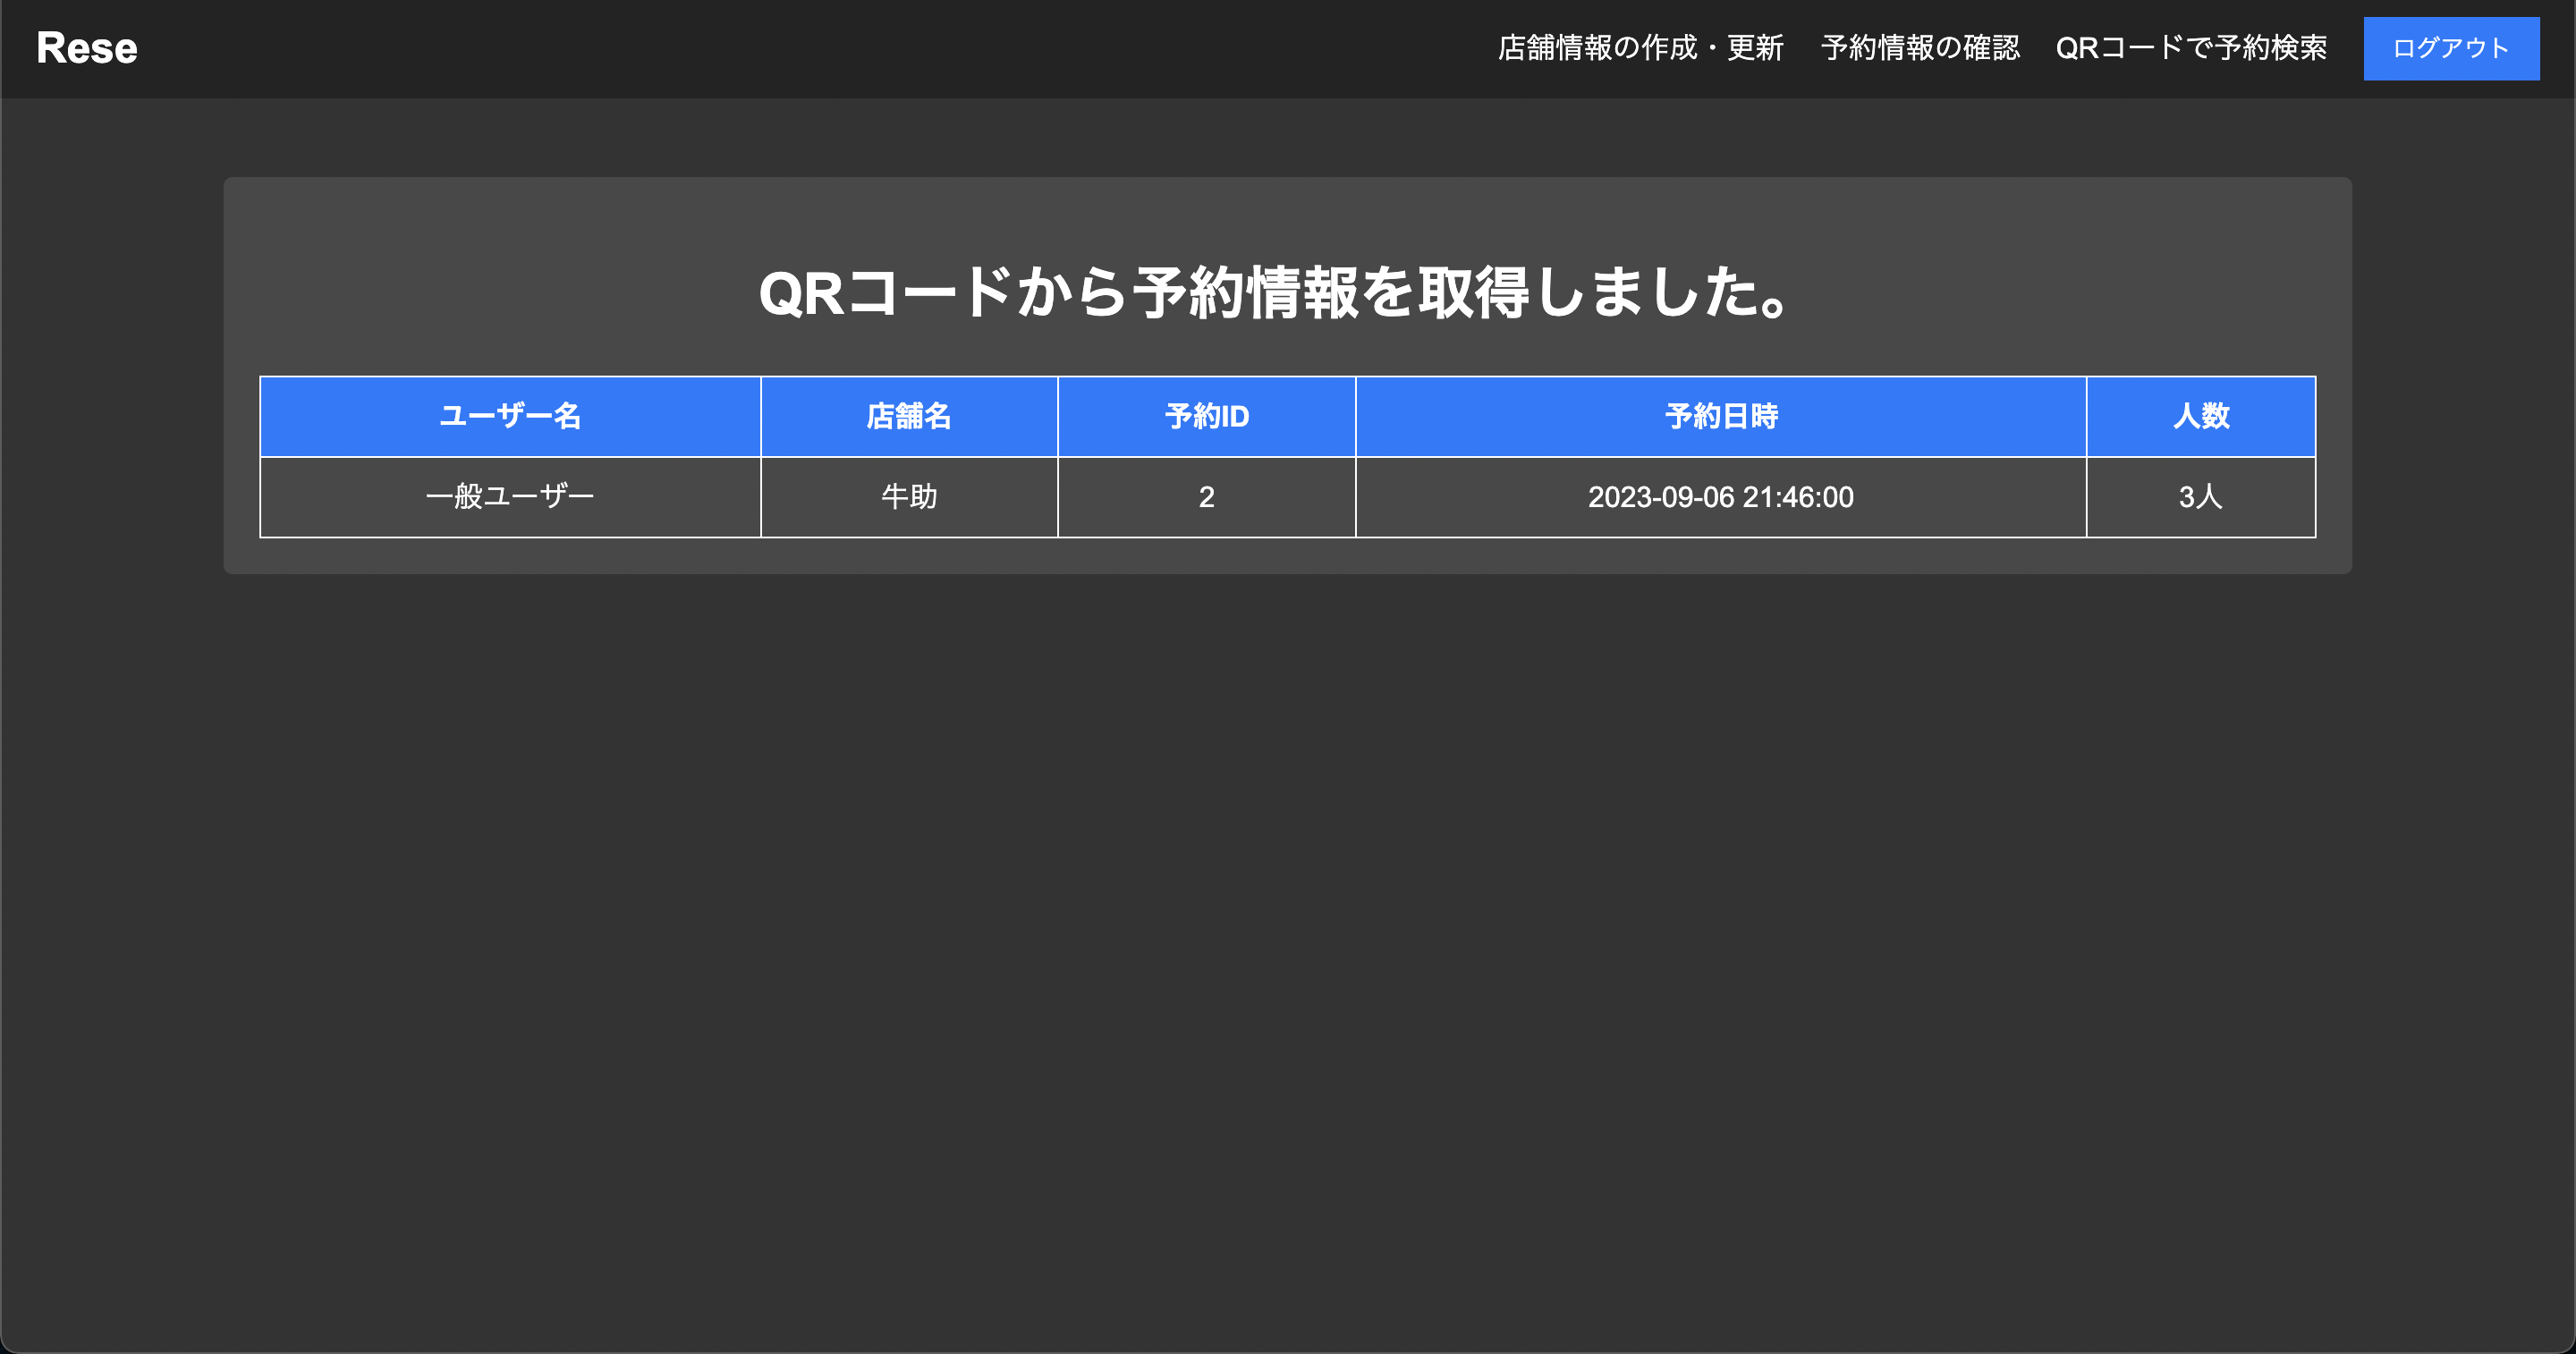 Rese
店舗情報の作成・更新 予約情報の確認 QRコードで予約検索 ログアウト
QRコードから予約情報を取得しました。
ユーザー名 店舗名 予約ID 予約日時 人数
一般ユーザー 牛助 2 2023-09-06 21:46:00 3人